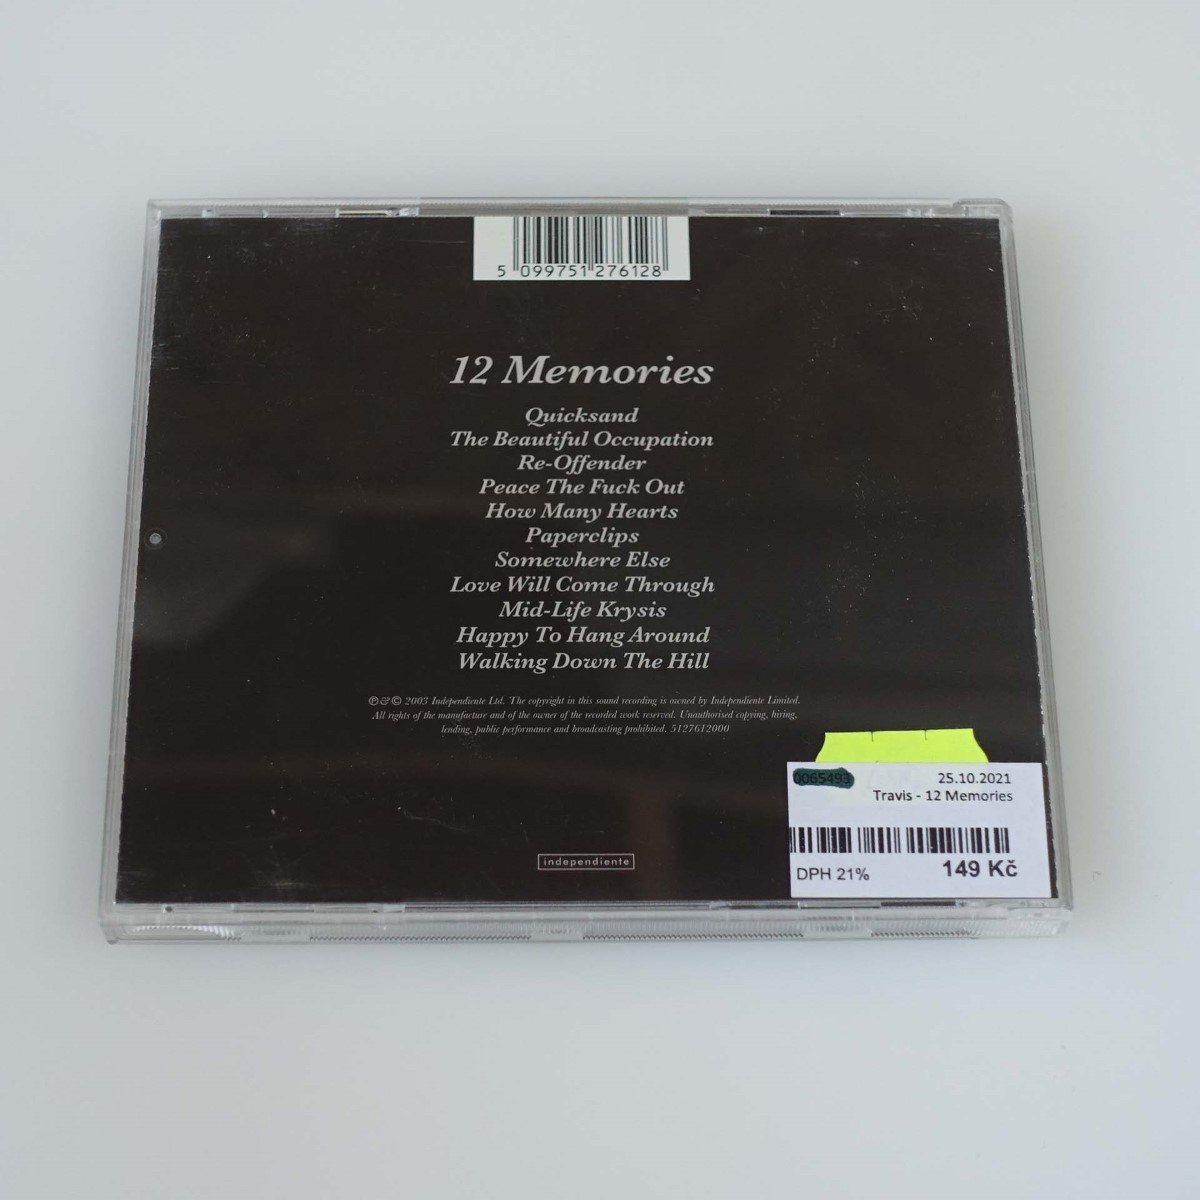 5 099751 276128
12 Memories
Quicksand
The Beautiful Occupation
Re-Offender
Peace The Fuck Out
How Many Hearts
Paperclips
Somewhere Else
Love Will Come Through
Mid-Life Krysis
Happy To Hang Around
Walking Down The Hill
℗&© 2003 Independiente Ltd. The copyright in this sound recording is owned by Independiente Limited.
All rights of the manufacture and of the owner of the recorded work reserved. Unauthorised copying, hiring,
lending, public performance and broadcasting prohibited. 5127612000
independiente
0065493 25.10.2021
Travis - 12 Memories
DPH 21% 149 Kč